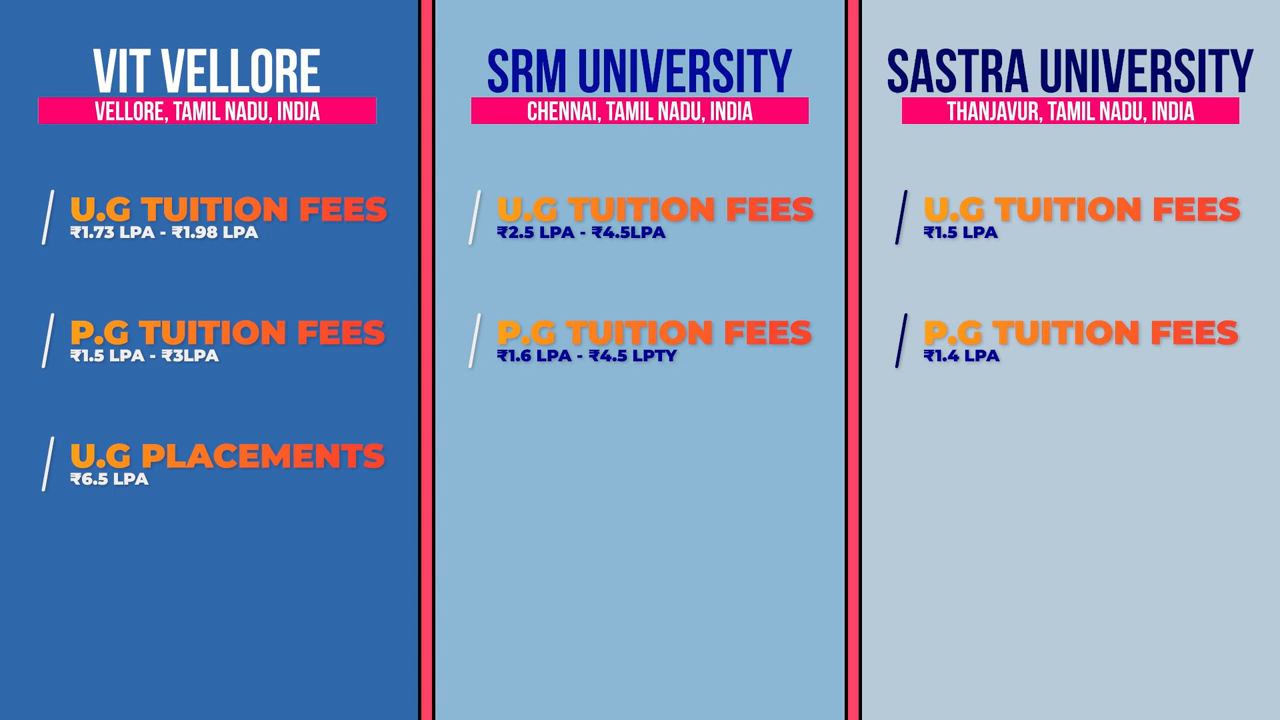 VIT VELLORE
VELLORE, TAMIL NADU, INDIA
U.G TUITION FEES
₹1.73 LPA - ₹1.98 LPA
P.G TUITION FEES
₹1.5 LPA - ₹3LPA
U.G PLACEMENTS
₹6.5 LPA
SRM UNIVERSITY
CHENNAI, TAMIL NADU, INDIA
U.G TUITION FEES
₹2.5 LPA - ₹4.5LPA
P.G TUITION FEES
₹1.6 LPA - ₹4.5 LPTY
SASTRA UNIVERSITY
THANJAVUR, TAMIL NADU, INDIA
U.G TUITION FEES
₹1.5 LPA
P.G TUITION FEES
₹1.4 LPA